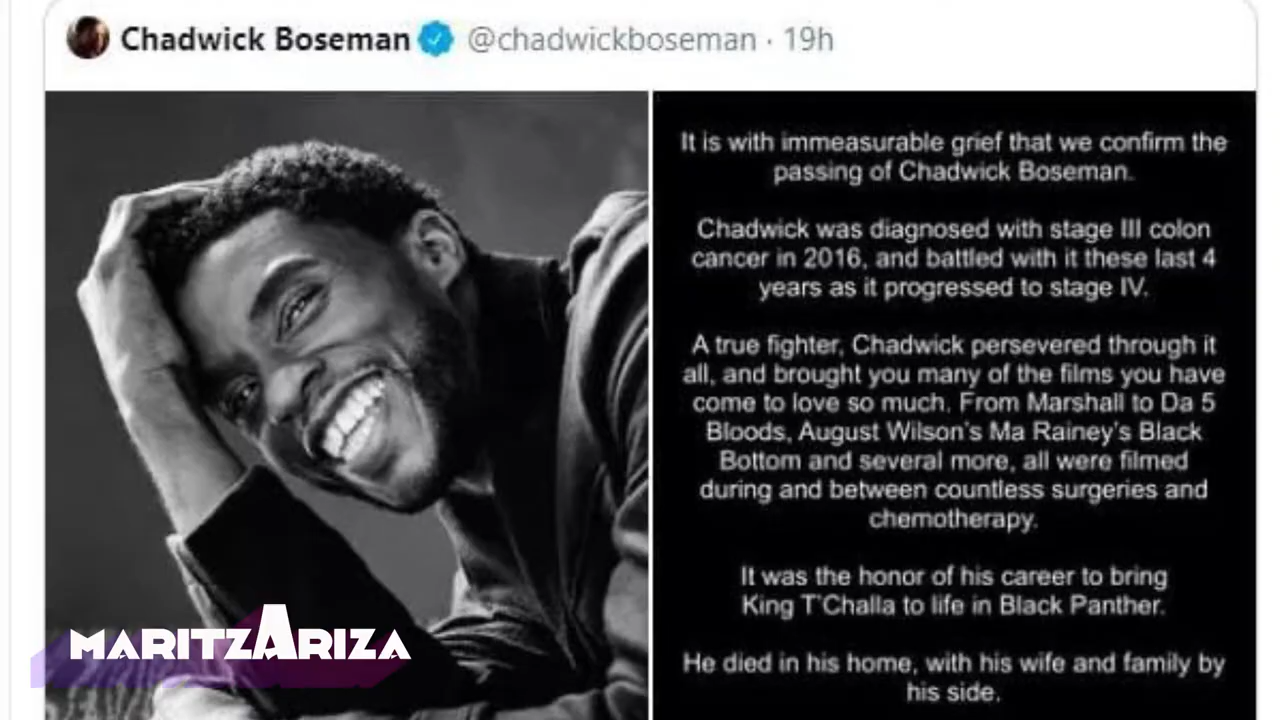 Chadwick Boseman @chadwickboseman · 19h
It is with immeasurable grief that we confirm the
passing of Chadwick Boseman.
Chadwick was diagnosed with stage III colon
cancer in 2016, and battled with it these last 4
years as it progressed to stage IV.
A true fighter, Chadwick persevered through it
all, and brought you many of the films you have
come to love so much. From Marshall to Da 5
Bloods, August Wilson's Ma Rainey's Black
Bottom and several more, all were filmed
during and between countless surgeries and
chemotherapy.
It was the honor of his career to bring
King T'Challa to life in Black Panther.
He died in his home, with his wife and family by
his side.
MARITZARIZA